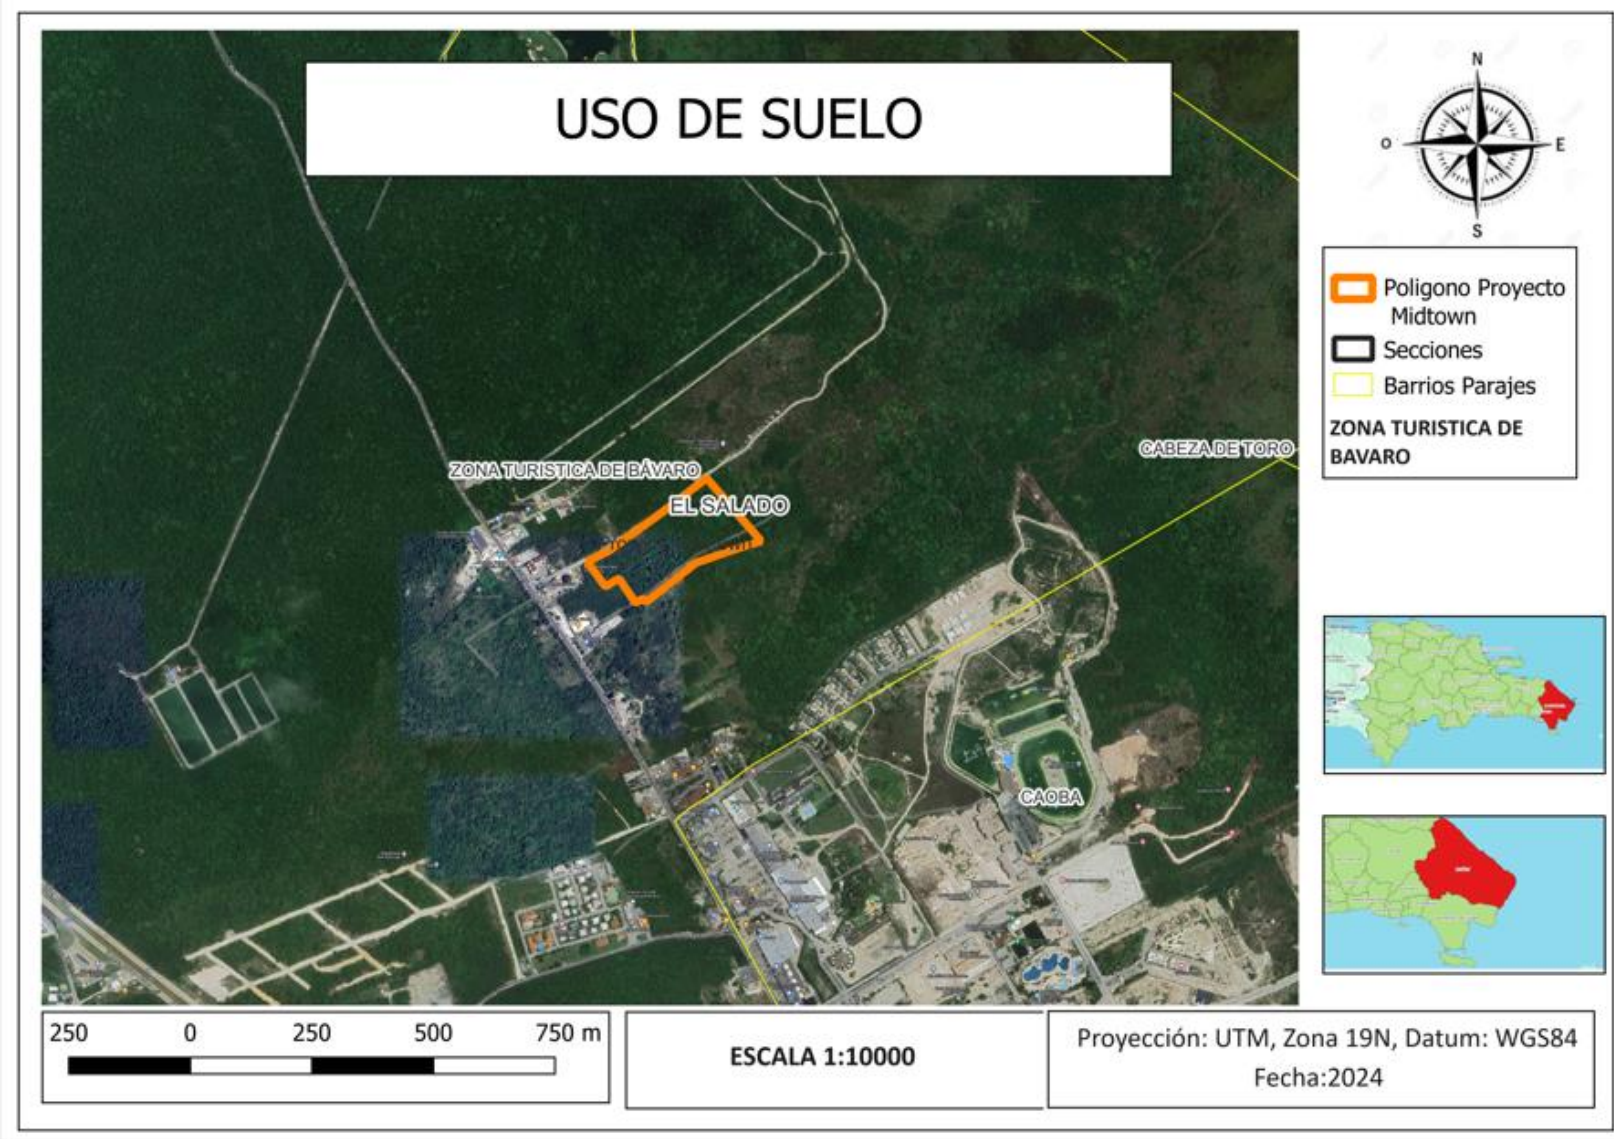 USO DE SUELO
N
O
E
S
Poligono Proyecto
Midtown
Secciones
Barrios Parajes
ZONA TURISTICA DE
BAVARO
ZONA TURISTICA DE BÁVARO
EL SALADO
CABEZA DE TORO
CAOBA
250 0 250 500 750 m
ESCALA 1:10000
Proyección: UTM, Zona 19N, Datum: WGS84
Fecha:2024